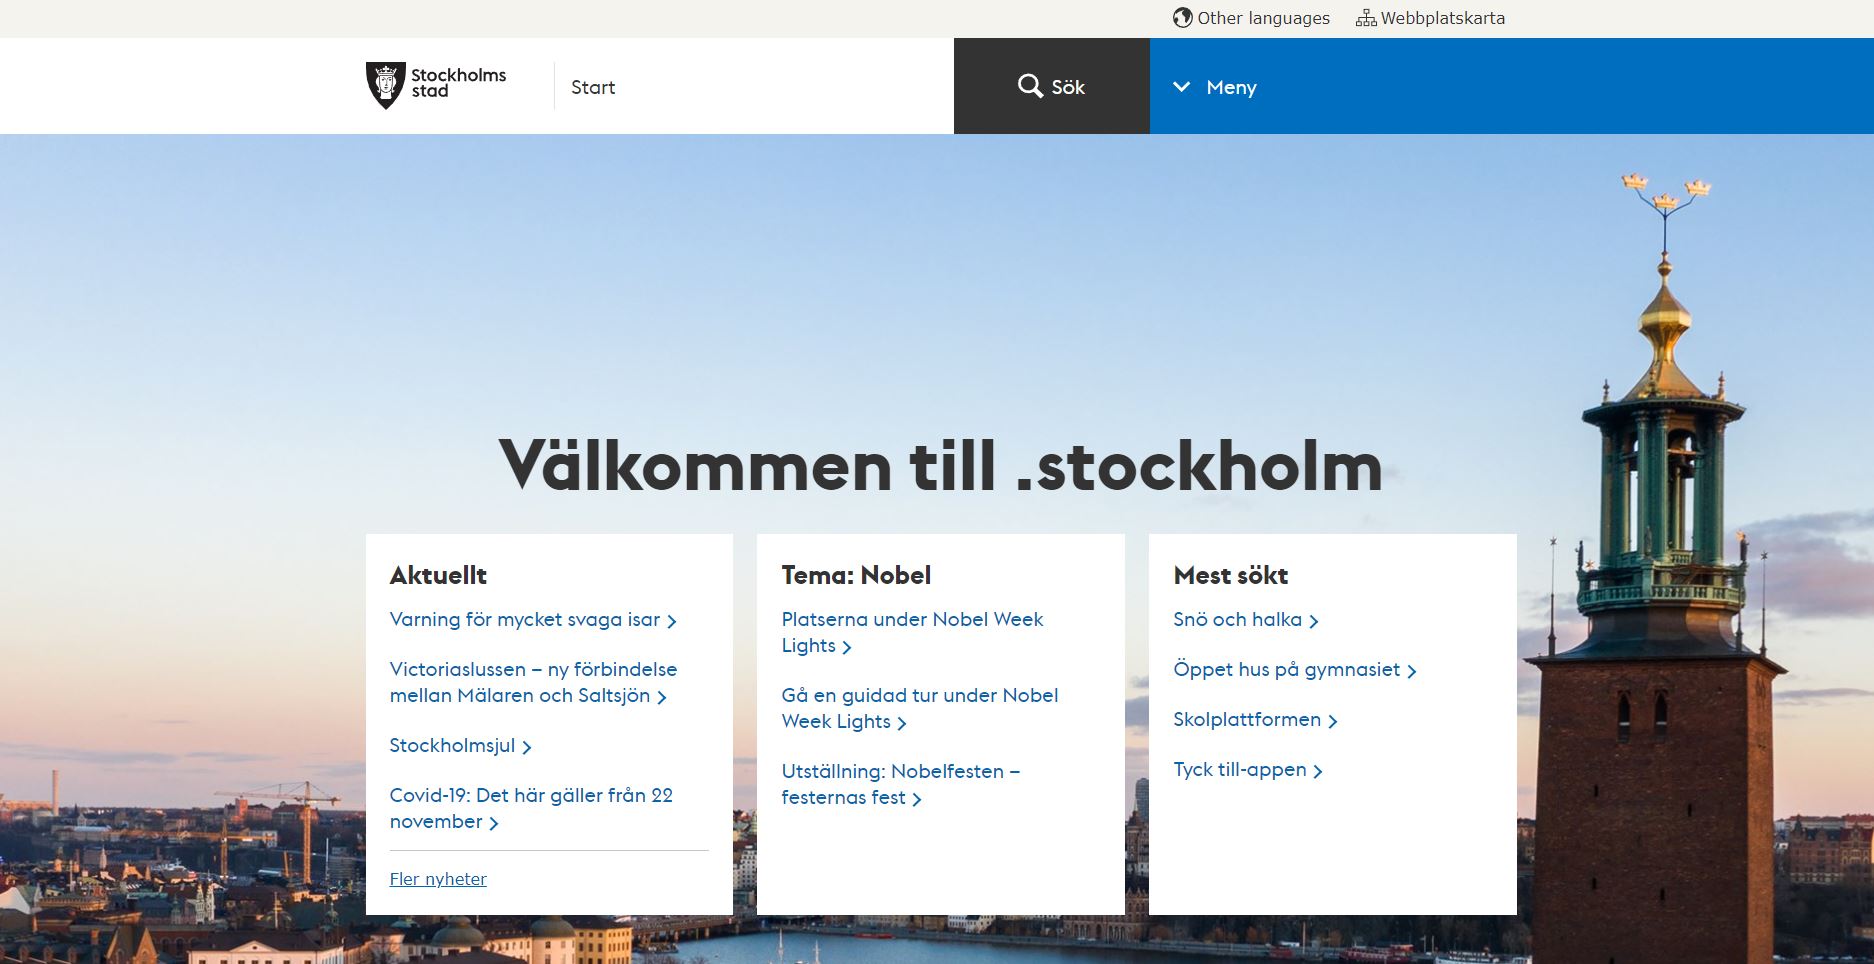 Other languages
Webbplatskarta
Stockholms
stad
Start
Sök
Meny
Välkommen till .stockholm
Aktuellt
Varning för mycket svaga isar
Victoriaslussen – ny förbindelse
mellan Mälaren och Saltsjön
Stockholmsjul
Covid-19: Det här gäller från 22
november
Fler nyheter
Tema: Nobel
Platserna under Nobel Week
Lights
Gå en guidad tur under Nobel
Week Lights
Utställning: Nobelfesten –
festernas fest
Mest sökt
Snö och halka
Öppet hus på gymnasiet
Skolplattformen
Tyck till-appen